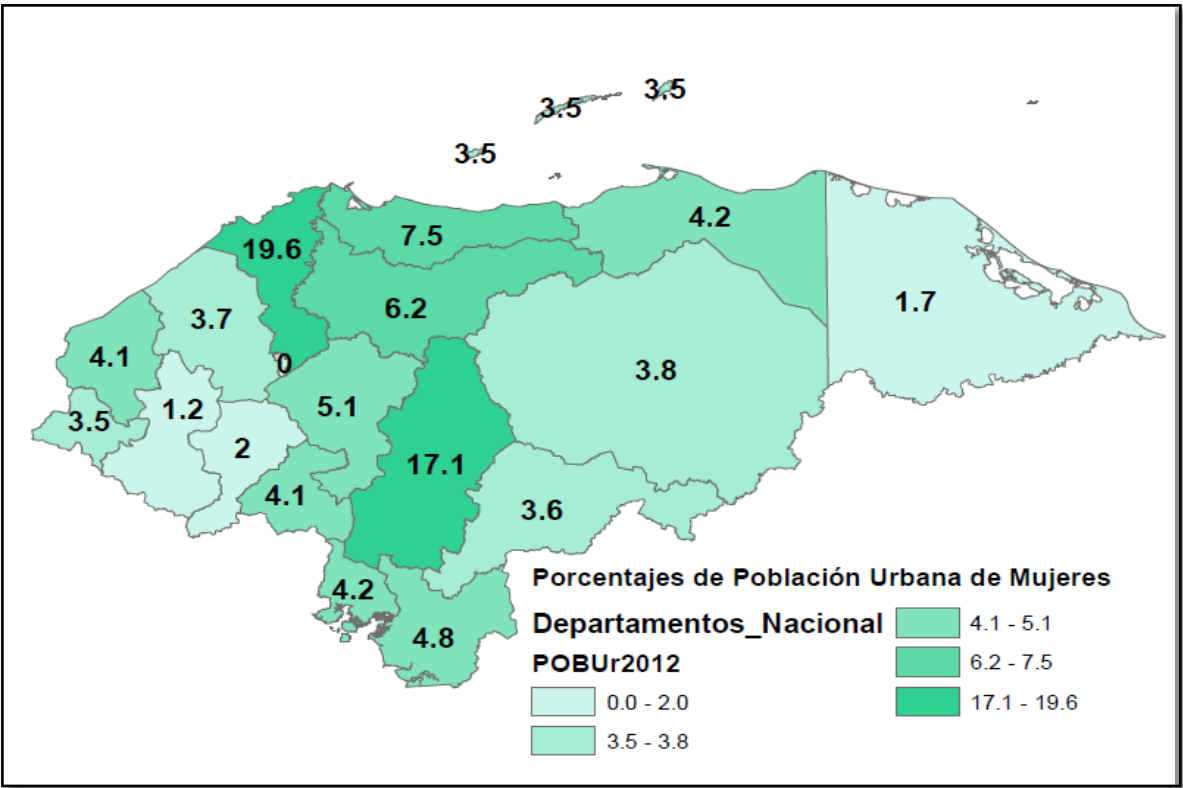 3.5
3.5
3.5
4.2
7.5
19.6
1.7
6.2
3.7
4.1
0
3.8
1.2
5.1
3.5
2
17.1
4.1
3.6
4.2
4.8
Porcentajes de Población Urbana de Mujeres
Departamentos_Nacional
POBUr2012
0.0 - 2.0
3.5 - 3.8
4.1 - 5.1
6.2 - 7.5
17.1 - 19.6